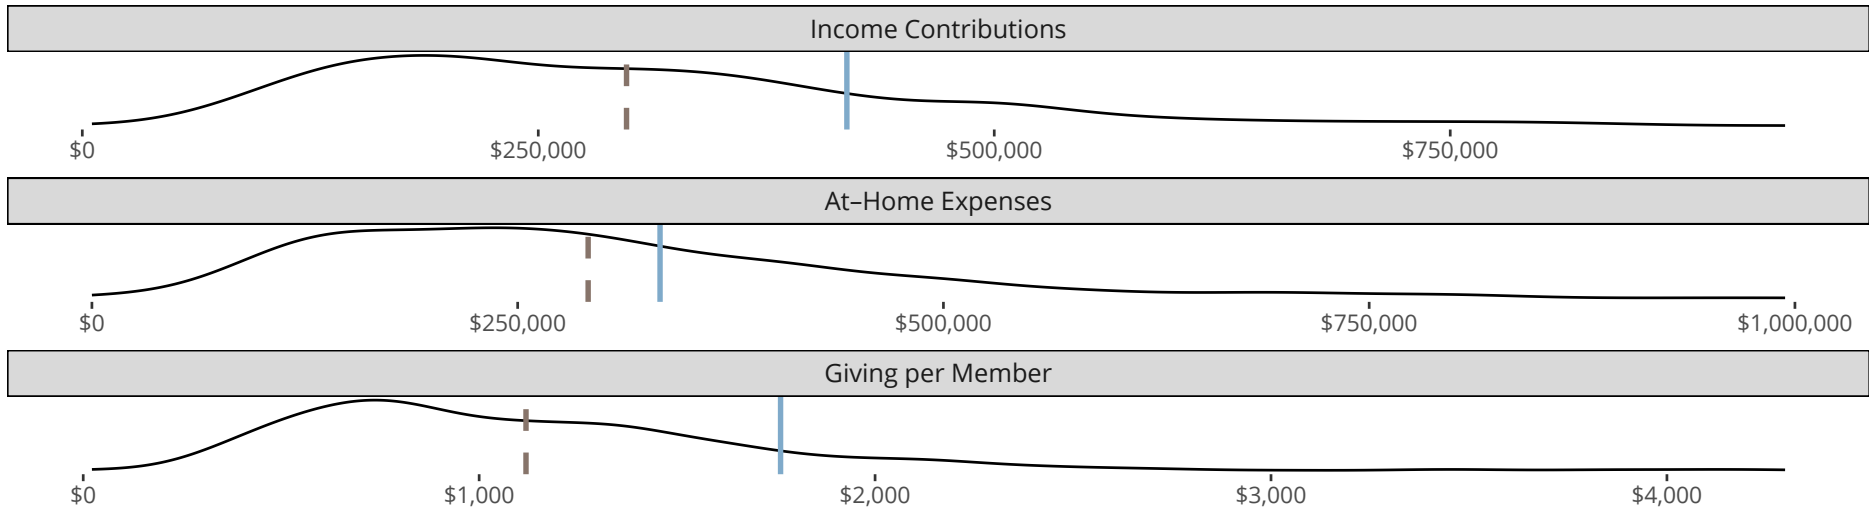 Income Contributions
$0 $250,000 $500,000 $750,000
At–Home Expenses
$0 $250,000 $500,000 $750,000 $1,000,000
Giving per Member
$0 $1,000 $2,000 $3,000 $4,000